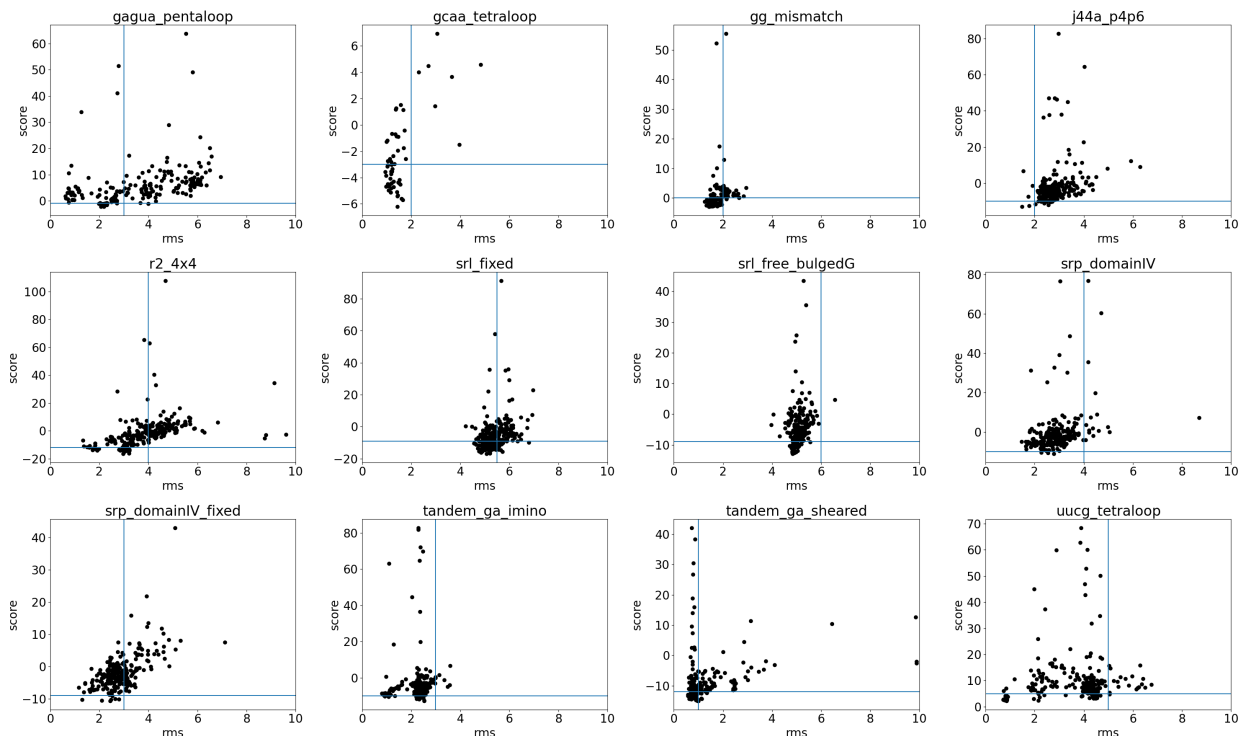 gagua_pentaloop
score
60
50
40
30
20
10
0
0 2 4 6 8 10
rms
gcaa_tetraloop
score
6
4
2
0
−2
−4
−6
0 2 4 6 8 10
rms
gg_mismatch
score
50
40
30
20
10
0
0 2 4 6 8 10
rms
j44a_p4p6
score
80
60
40
20
0
0 2 4 6 8 10
rms
r2_4x4
score
100
80
60
40
20
0
−20
0 2 4 6 8 10
rms
srl_fixed
score
80
60
40
20
0
−20
0 2 4 6 8 10
rms
srl_free_bulgedG
score
40
30
20
10
0
−10
0 2 4 6 8 10
rms
srp_domainIV
score
80
60
40
20
0
0 2 4 6 8 10
rms
srp_domainIV_fixed
score
40
30
20
10
0
−10
0 2 4 6 8 10
rms
tandem_ga_imino
score
80
60
40
20
0
0 2 4 6 8 10
rms
tandem_ga_sheared
score
40
30
20
10
0
−10
0 2 4 6 8 10
rms
uucg_tetraloop
score
70
60
50
40
30
20
10
0
0 2 4 6 8 10
rms